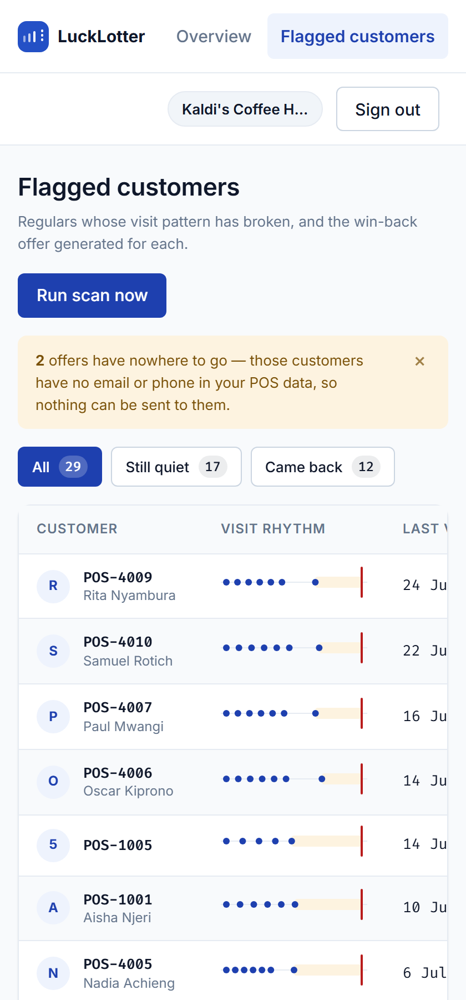 LuckLotter
Overview
Flagged customers
Kaldi's Coffee H...
Sign out
Flagged customers
Regulars whose visit pattern has broken, and the win-back
offer generated for each.
Run scan now
2 offers have nowhere to go — those customers
have no email or phone in your POS data, so
nothing can be sent to them.
×
All 29
Still quiet 17
Came back 12
CUSTOMER VISIT RHYTHM LAST
R POS-4009 24 Ju
Rita Nyambura
S POS-4010 22 Ju
Samuel Rotich
P POS-4007 16 Ju
Paul Mwangi
O POS-4006 14 Ju
Oscar Kiprono
5 POS-1005 14 Ju
A POS-1001 10 Ju
Aisha Njeri
N POS-4005 6 Jul
Nadia Achieng